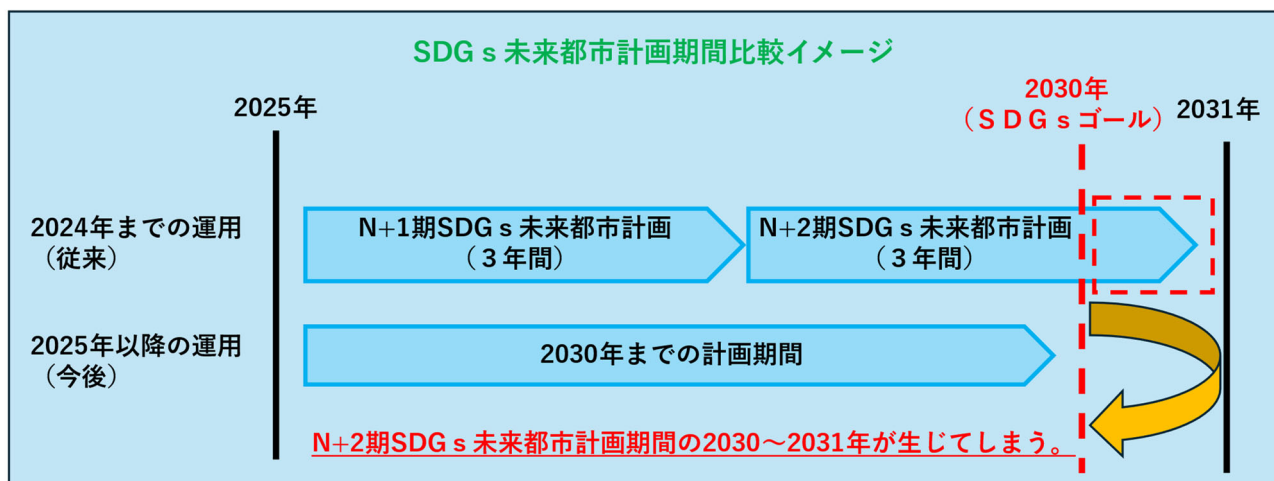 SDGｓ未来都市計画期間比較イメージ
2025年
2030年
（ＳＤＧｓゴール）
2031年
2024年までの運用
（従来）
N+1期SDGｓ未来都市計画
（３年間）
N+2期SDGｓ未来都市計画
（３年間）
2025年以降の運用
（今後）
2030年までの計画期間
N+2期SDGｓ未来都市計画期間の2030～2031年が生じてしまう。